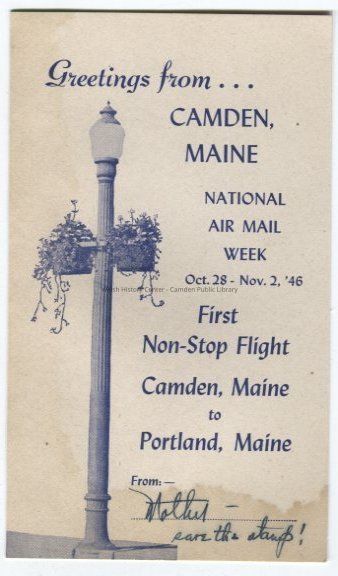 Greetings from . . .
CAMDEN,
MAINE
NATIONAL
AIR MAIL
WEEK
Oct. 28 - Nov. 2, '46
Walsh History Center - Camden Public Library
First
Non-Stop Flight
Camden, Maine
to
Portland, Maine
From:—
Mother —
save the stamps!